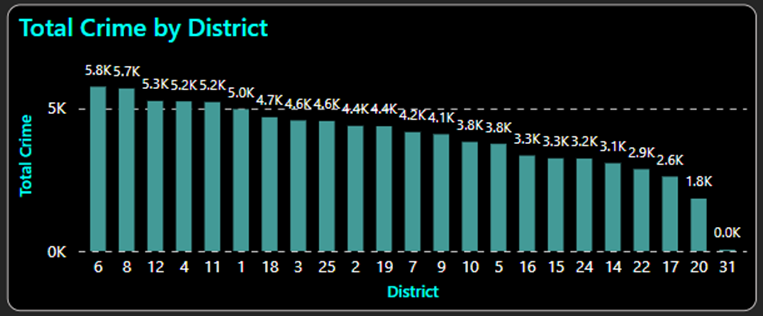 Total Crime by District
5.8K 5.7K 5.3K 5.2K 5.2K 5.0K 4.7K 4.6K 4.6K 4.4K 4.4K 4.2K 4.1K 3.8K 3.8K 3.3K 3.3K 3.2K 3.1K 2.9K 2.6K 1.8K 0.0K
5K
Total Crime
0K
6 8 12 4 11 1 18 3 25 2 19 7 9 10 5 16 15 24 14 22 17 20 31
District